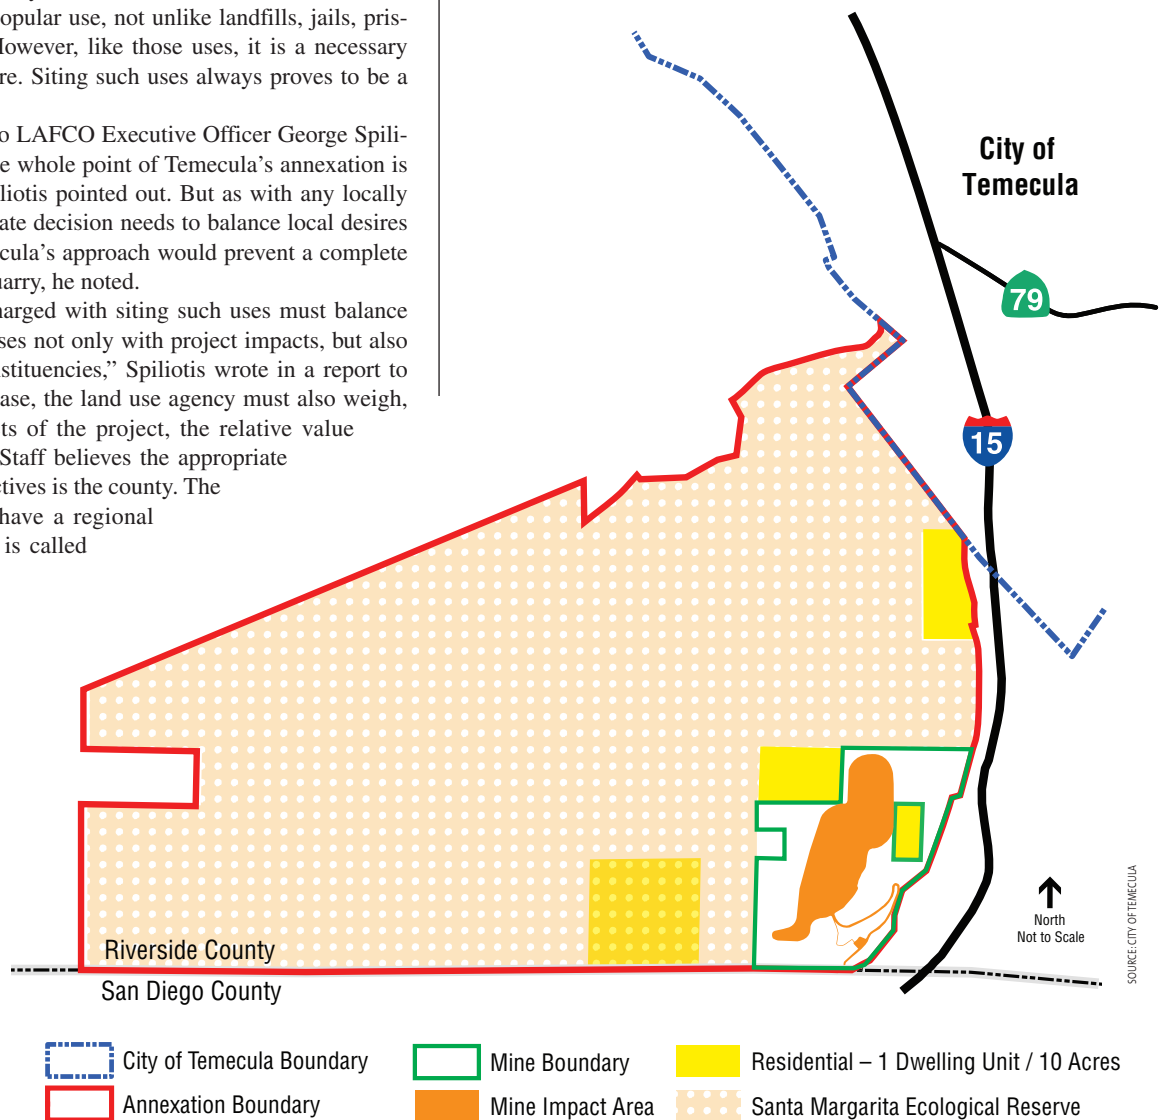 opular use, not unlike landfills, jails, pris-
However, like those uses, it is a necessary
re. Siting such uses always proves to be a
o LAFCO Executive Officer George Spili-
e whole point of Temecula's annexation is
liotis pointed out. But as with any locally
ate decision needs to balance local desires
cula's approach would prevent a complete
uarry, he noted.
narged with siting such uses must balance
ses not only with project impacts, but also
nstituencies,” Spiliotis wrote in a report to
ase, the land use agency must also weigh,
ts of the project, the relative value
Staff believes the appropriate
ctives is the county. The
have a regional
is called
City of
Temecula
79
15
Riverside County
San Diego County
North
Not to Scale
SOURCE: CITY OF TEMECULA
City of Temecula Boundary
Mine Boundary
Residential – 1 Dwelling Unit / 10 Acres
Annexation Boundary
Mine Impact Area
Santa Margarita Ecological Reserve